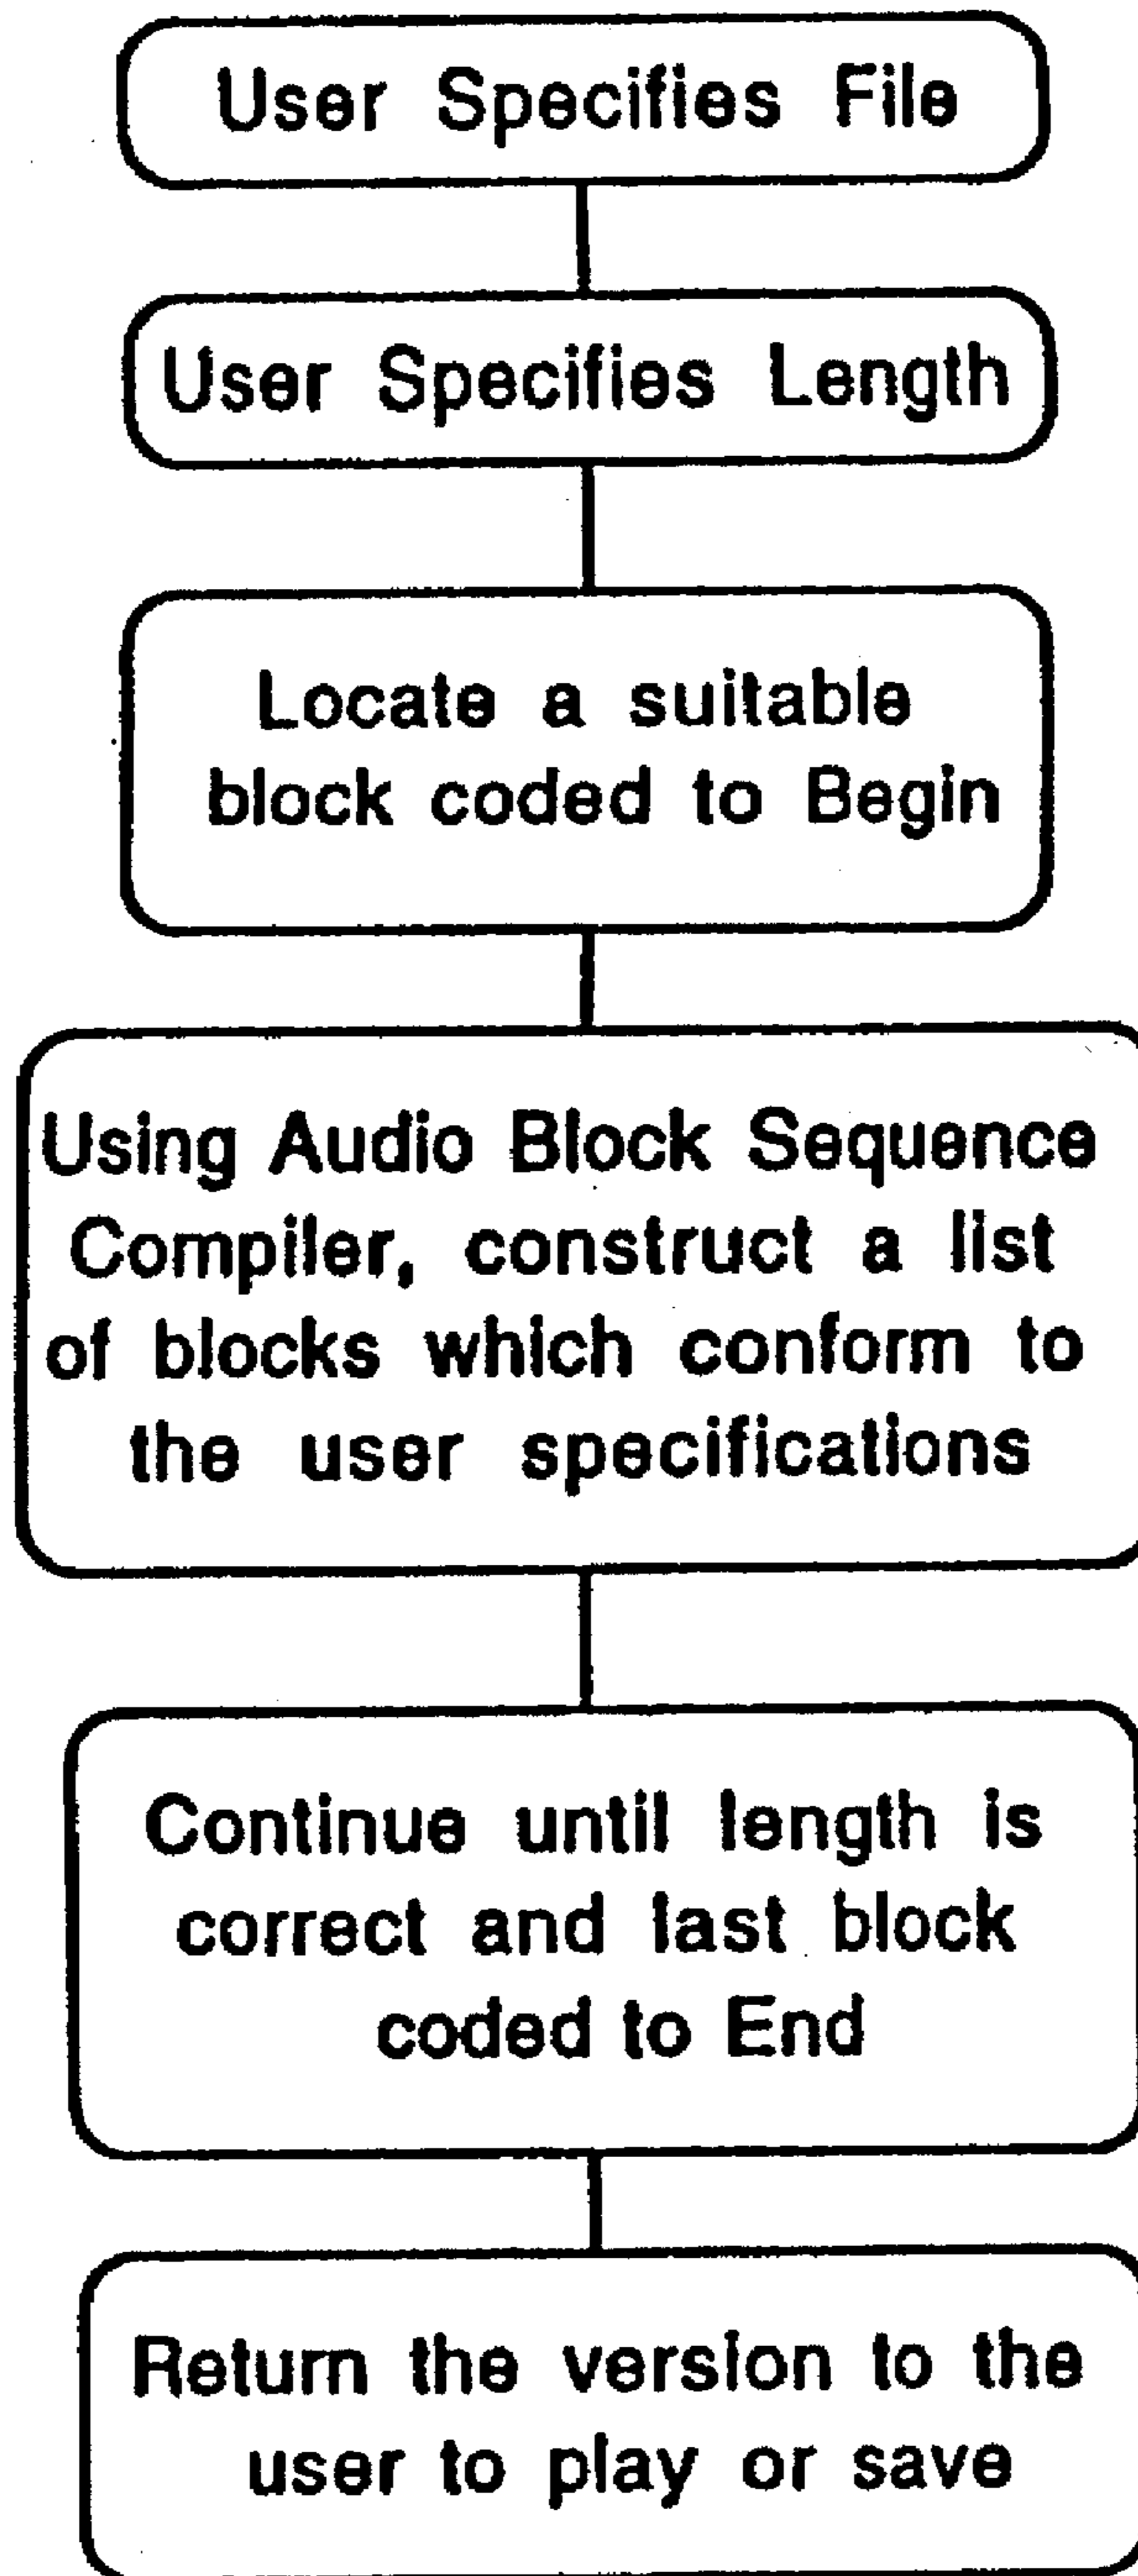 User Specifies File
User Specifies Length
Locate a suitable
block coded to Begin
Using Audio Block Sequence
Compiler, construct a list
of blocks which conform to
the user specifications
Continue until length is
correct and last block
coded to End
Return the version to the
user to play or save